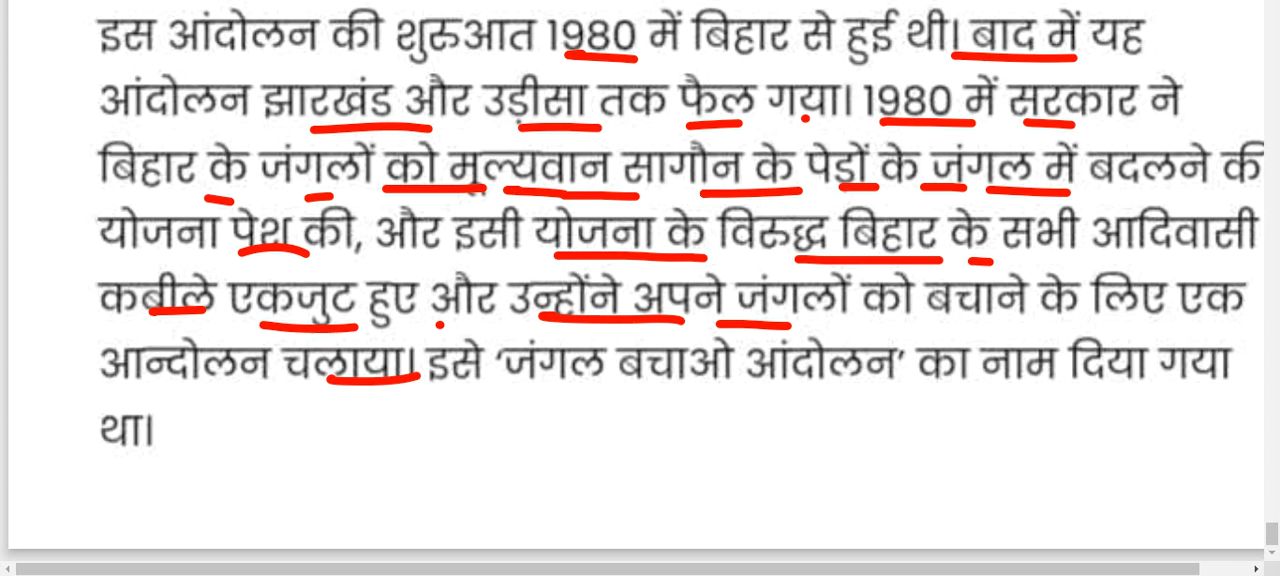 इस आंदोलन की शुरुआत 1980 में बिहार से हुई थी। बाद में यह
आंदोलन झारखंड और उड़ीसा तक फैल गया। 1980 में सरकार ने
बिहार के जंगलों को मूल्यवान सागौन के पेड़ों के जंगल में बदलने की
योजना पेश की, और इसी योजना के विरुद्ध बिहार के सभी आदिवासी
कबीले एकजुट हुए और उन्होंने अपने जंगलों को बचाने के लिए एक
आन्दोलन चलाया। इसे ‘जंगल बचाओ आंदोलन’ का नाम दिया गया
था।